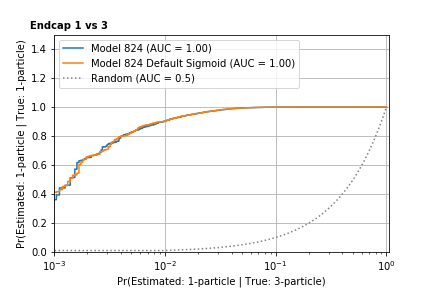 Endcap 1 vs 3
Model 824 (AUC = 1.00)
Model 824 Default Sigmoid (AUC = 1.00)
Random (AUC = 0.5)
Pr(Estimated: 1-particle | True: 1-particle)
1.4
1.2
1.0
0.8
0.6
0.4
0.2
0.0
10⁻³
10⁻²
10⁻¹
10⁰
Pr(Estimated: 1-particle | True: 3-particle)